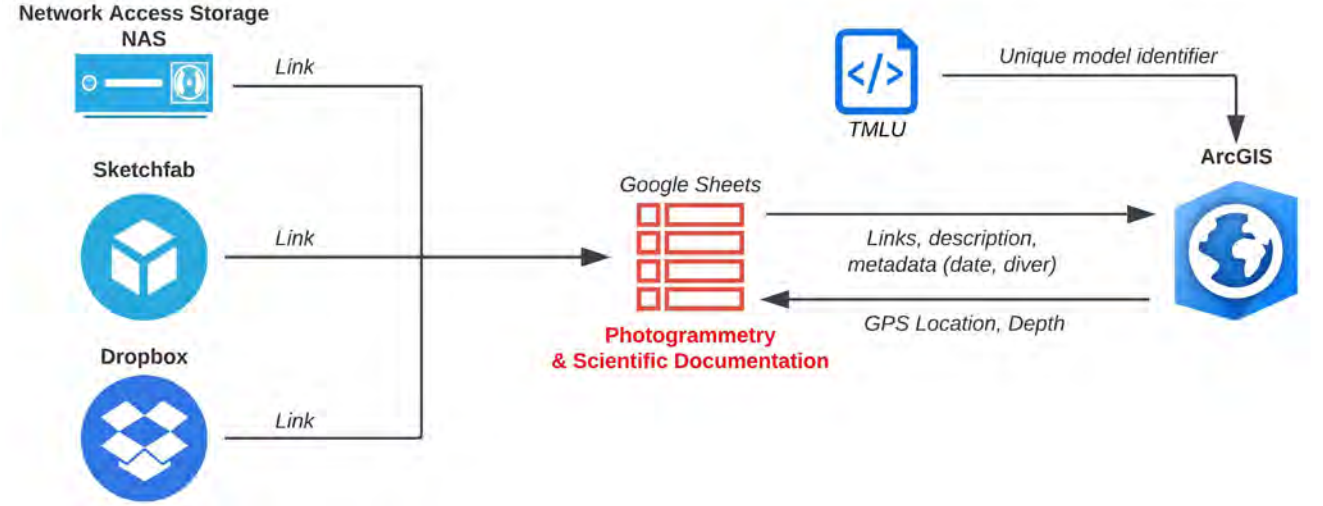 Network Access Storage
NAS
Link
Sketchfab
Link
Dropbox
Link
Google Sheets
Photogrammetry
& Scientific Documentation
</>
TMLU
Unique model identifier
ArcGIS
Links, description,
metadata (date, diver)
GPS Location, Depth